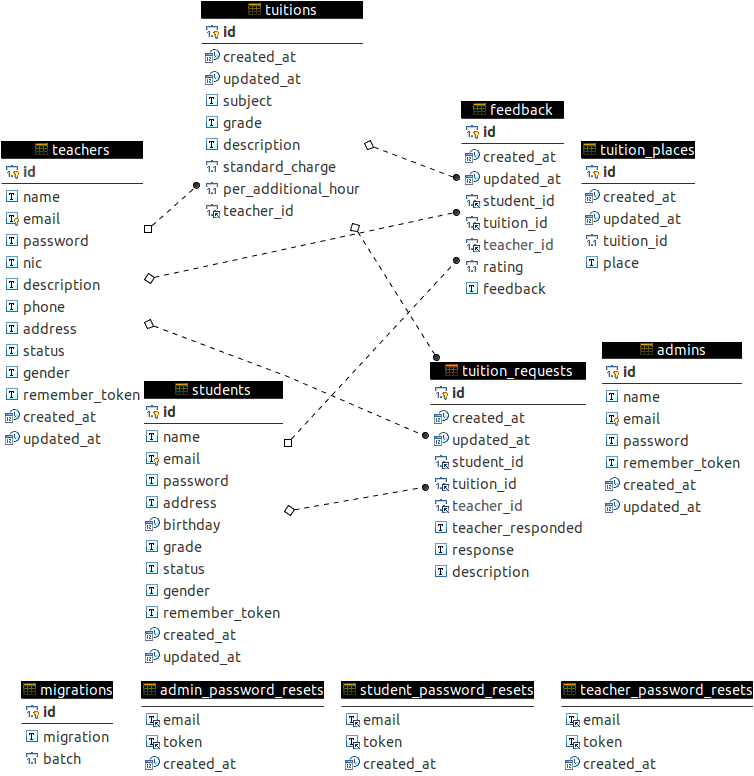 tuitions
id
created_at
updated_at
subject
grade
description
standard_charge
per_additional_hour
teacher_id
feedback
id
created_at
updated_at
student_id
tuition_id
teacher_id
rating
feedback
tuition_places
id
created_at
updated_at
tuition_id
place
teachers
id
name
email
password
nic
description
phone
address
status
gender
remember_token
created_at
updated_at
students
id
name
email
password
address
birthday
grade
status
gender
remember_token
created_at
updated_at
tuition_requests
id
created_at
updated_at
student_id
tuition_id
teacher_id
teacher_responded
response
description
admins
id
name
email
password
remember_token
created_at
updated_at
migrations
id
migration
batch
admin_password_resets
email
token
created_at
student_password_resets
email
token
created_at
teacher_password_resets
email
token
created_at